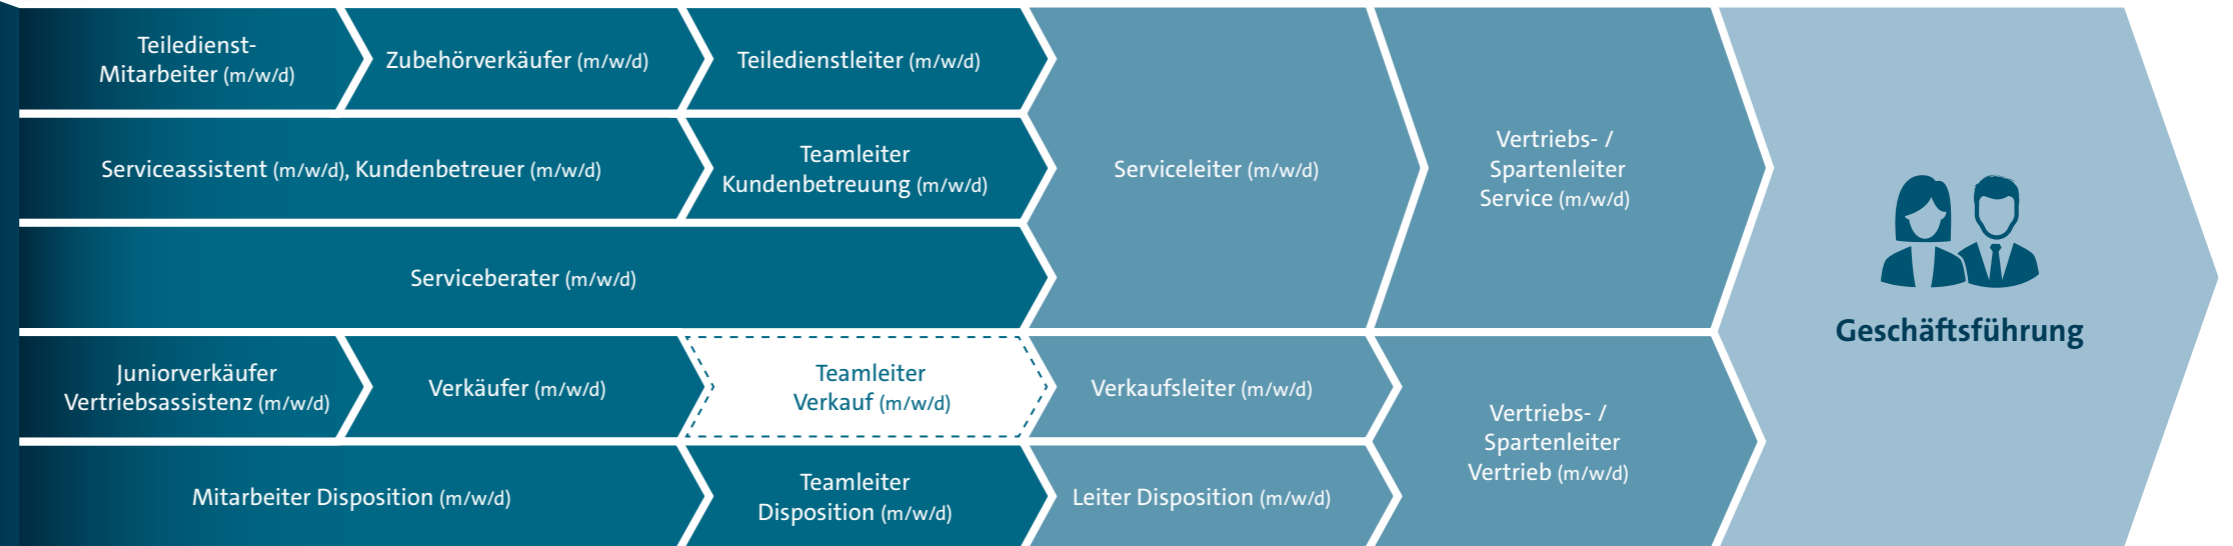 Teiledienst-
Mitarbeiter (m/w/d)
Zubehörverkäufer (m/w/d)
Teiledienstleiter (m/w/d)
Serviceassistent (m/w/d), Kundenbetreuer (m/w/d)
Teamleiter
Kundenbetreuung (m/w/d)
Serviceberater (m/w/d)
Serviceleiter (m/w/d)
Vertriebs- /
Spartenleiter
Service (m/w/d)
Juniorverkäufer
Vertriebsassistenz (m/w/d)
Verkäufer (m/w/d)
Teamleiter
Verkauf (m/w/d)
Verkaufsleiter (m/w/d)
Mitarbeiter Disposition (m/w/d)
Teamleiter
Disposition (m/w/d)
Leiter Disposition (m/w/d)
Vertriebs- /
Spartenleiter
Vertrieb (m/w/d)
Geschäftsführung